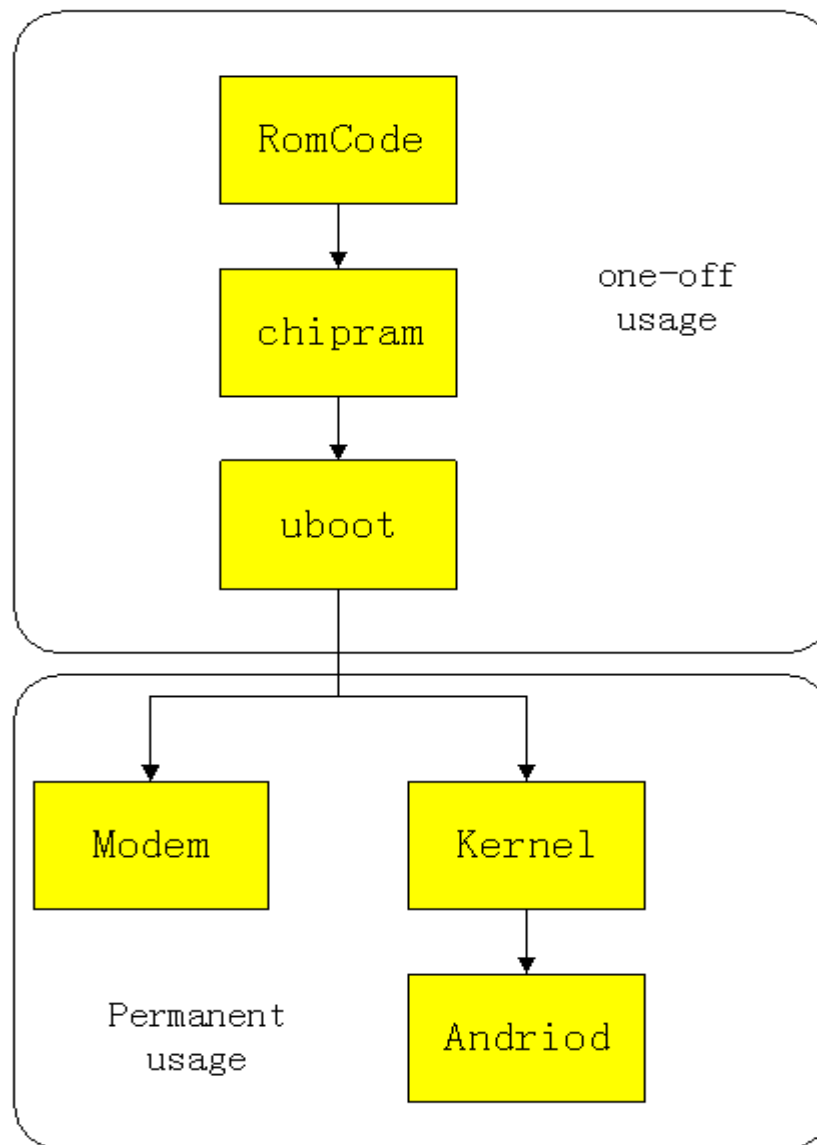 RomCode
one-off
usage
chipram
uboot
Modem
Kernel
Permanent
usage
Andriod